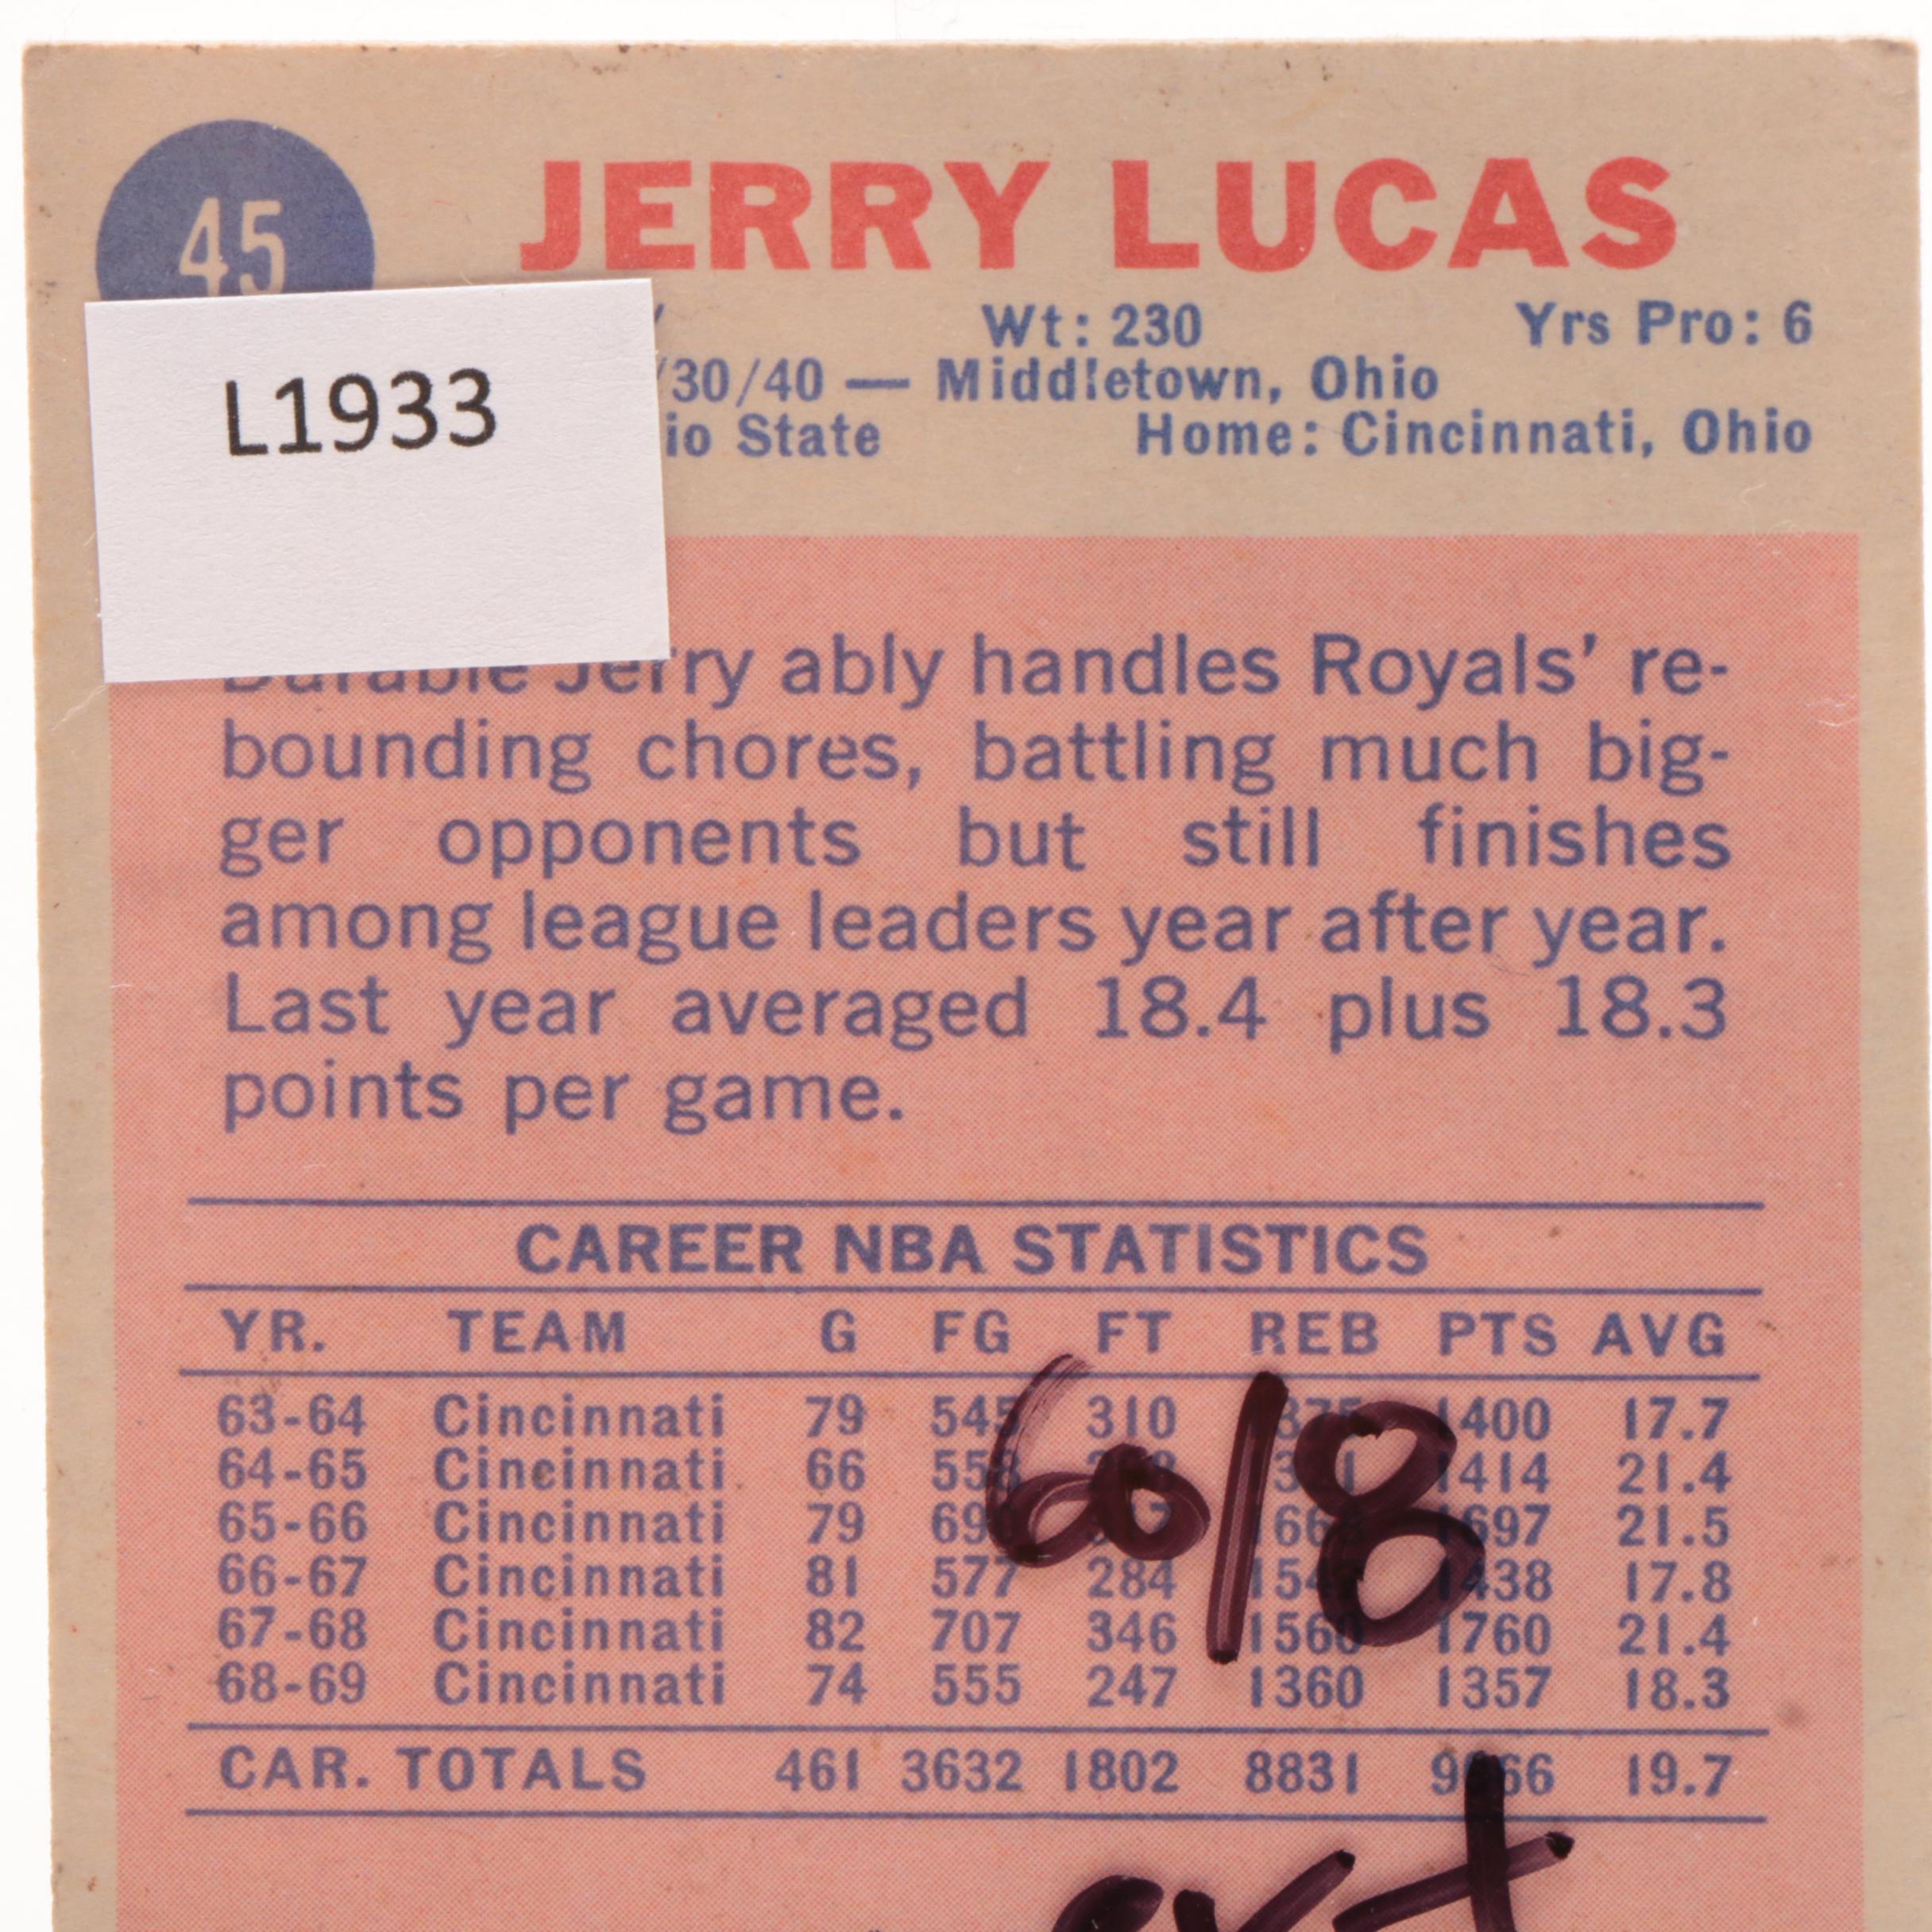 45
JERRY LUCAS
Wt: 230 Yrs Pro: 6
/30/40 — Middletown, Ohio
L1933
io State Home: Cincinnati, Ohio
Durable Jerry ably handles Royals' re-
bounding chores, battling much big-
ger opponents but still finishes
among league leaders year after year.
Last year averaged 18.4 plus 18.3
points per game.
CAREER NBA STATISTICS
YR. TEAM G FG FT REB PTS AVG
63-64 Cincinnati 79 545 310 1400 17.7
64-65 Cincinnati 66 558 1414 21.4
65-66 Cincinnati 79 1697 21.5
66-67 Cincinnati 81 577 284 1438 17.8
67-68 Cincinnati 82 707 346 1560 1760 21.4
68-69 Cincinnati 74 555 247 1360 1357 18.3
6018
CAR. TOTALS 461 3632 1802 8831 9066 19.7